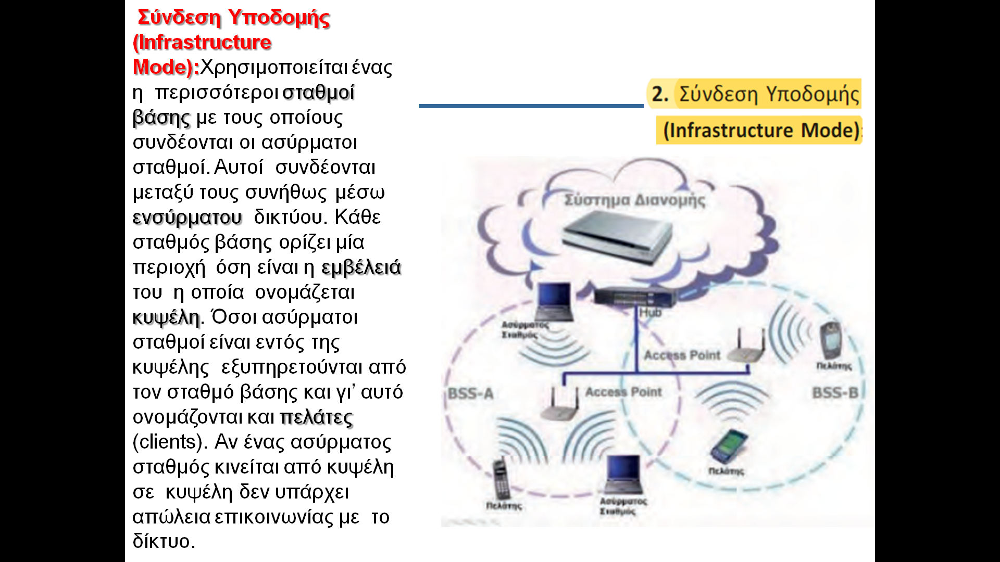 Σύνδεση Υποδομής
(Infrastructure
Mode):Χρησιμοποιείται ένας
η περισσότεροι σταθμοί
βάσης με τους οποίους
συνδέονται οι ασύρματοι
σταθμοί. Αυτοί συνδέονται
μεταξύ τους συνήθως μέσω
ενσύρματου δικτύου. Κάθε
σταθμός βάσης ορίζει μία
περιοχή όση είναι η εμβέλειά
του η οποία ονομάζεται
κυψέλη. Όσοι ασύρματοι
σταθμοί είναι εντός της
κυψέλης εξυπηρετούνται από
τον σταθμό βάσης και γι’ αυτό
ονομάζονται και πελάτες
(clients). Αν ένας ασύρματος
σταθμός κινείται από κυψέλη
σε κυψέλη δεν υπάρχει
απώλεια επικοινωνίας με το
δίκτυο.
2. Σύνδεση Υποδομής
(Infrastructure Mode):
Σύστημα Διανομής
Hub
Ασύρματος
Σταθμός
Access Point
Πελάτης
BSS-A
Access Point
BSS-B
Πελάτης
Πελάτης
Ασύρματος
Σταθμός